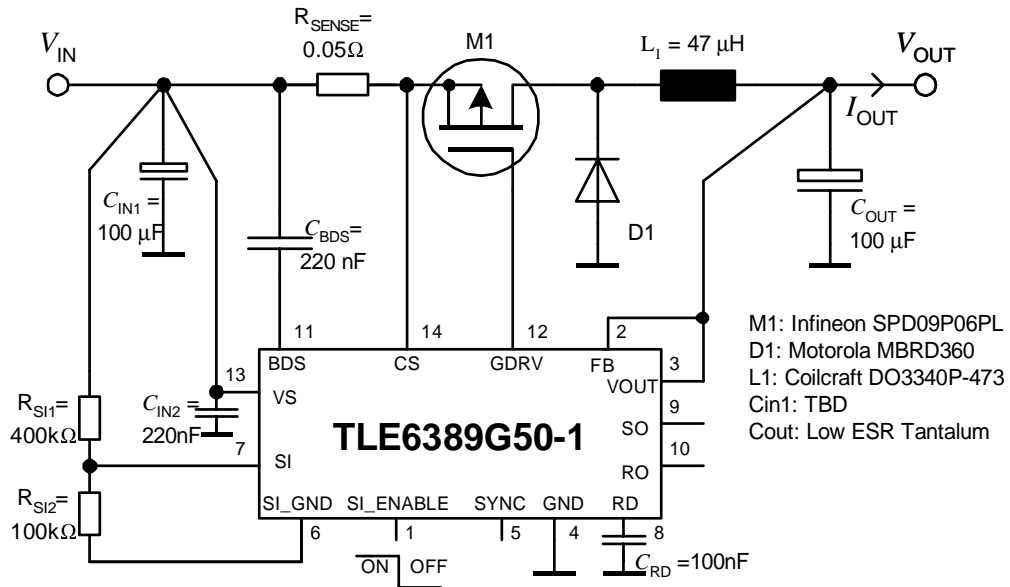 R_SENSE=
0.05Ω
M1
L_1 = 47 μH
V_IN
V_OUT
I_OUT
C_IN1 =
100 μF
C_BDS=
220 nF
D1
C_OUT =
100 μF
11
14
12
2
BDS
CS
GDRV
FB
3
VOUT
13
VS
9
SO
10
RO
C_IN2 =
220nF
R_SI1=
400kΩ
7
SI
TLE6389G50-1
R_SI2=
100kΩ
SI_GND
SI_ENABLE
SYNC
GND
RD
6
1
5
4
8
ON
OFF
C_RD =100nF
M1: Infineon SPD09P06PL
D1: Motorola MBRD360
L1: Coilcraft DO3340P-473
Cin1: TBD
Cout: Low ESR Tantalum